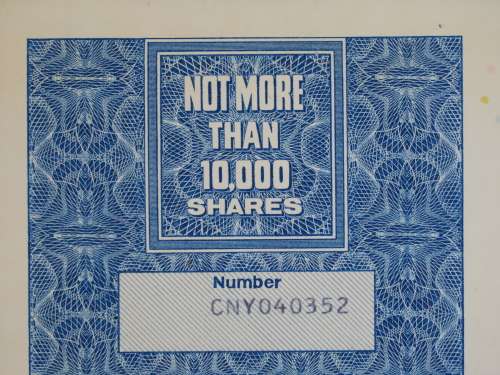 NOT MORE
THAN
10,000
SHARES
Number
CNY040352